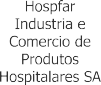 Hospfar
Industria e
Comercio de
Produtos
Hospitalares SA